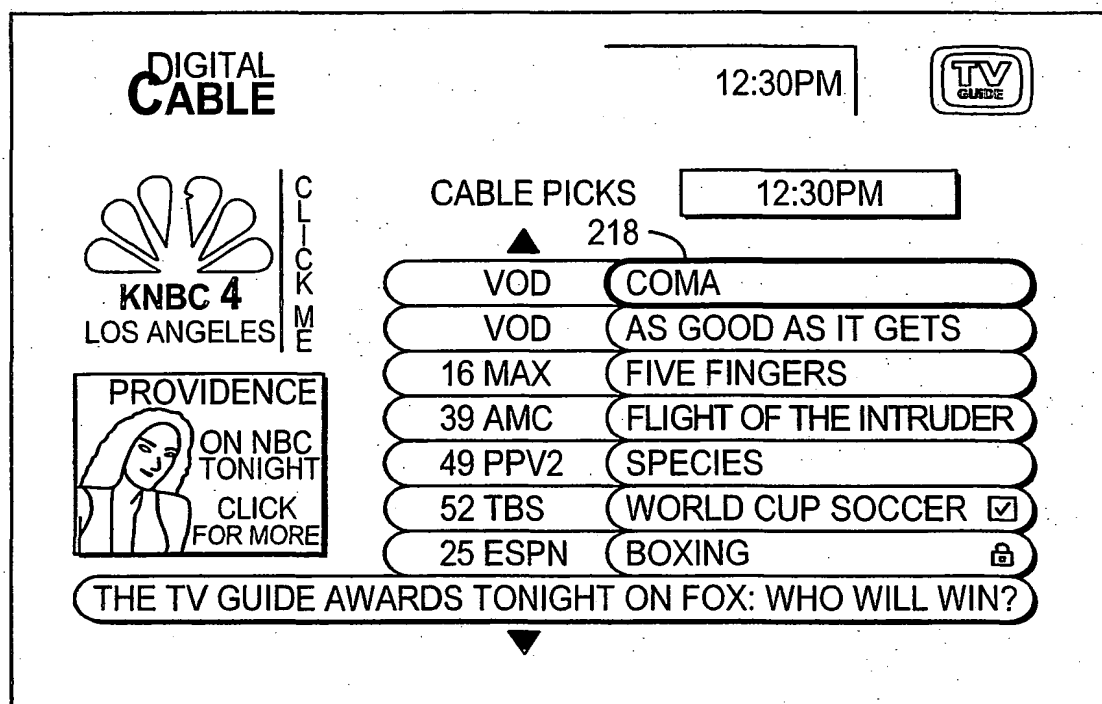 DIGITAL
CABLE
12:30PM
TV
GUIDE
KNBC 4
LOS ANGELES
CLICK ME
PROVIDENCE
ON NBC
TONIGHT
CLICK
FOR MORE
CABLE PICKS 12:30PM
218
VOD COMA
VOD AS GOOD AS IT GETS
16 MAX FIVE FINGERS
39 AMC FLIGHT OF THE INTRUDER
49 PPV2 SPECIES
52 TBS WORLD CUP SOCCER
25 ESPN BOXING
THE TV GUIDE AWARDS TONIGHT ON FOX: WHO WILL WIN?